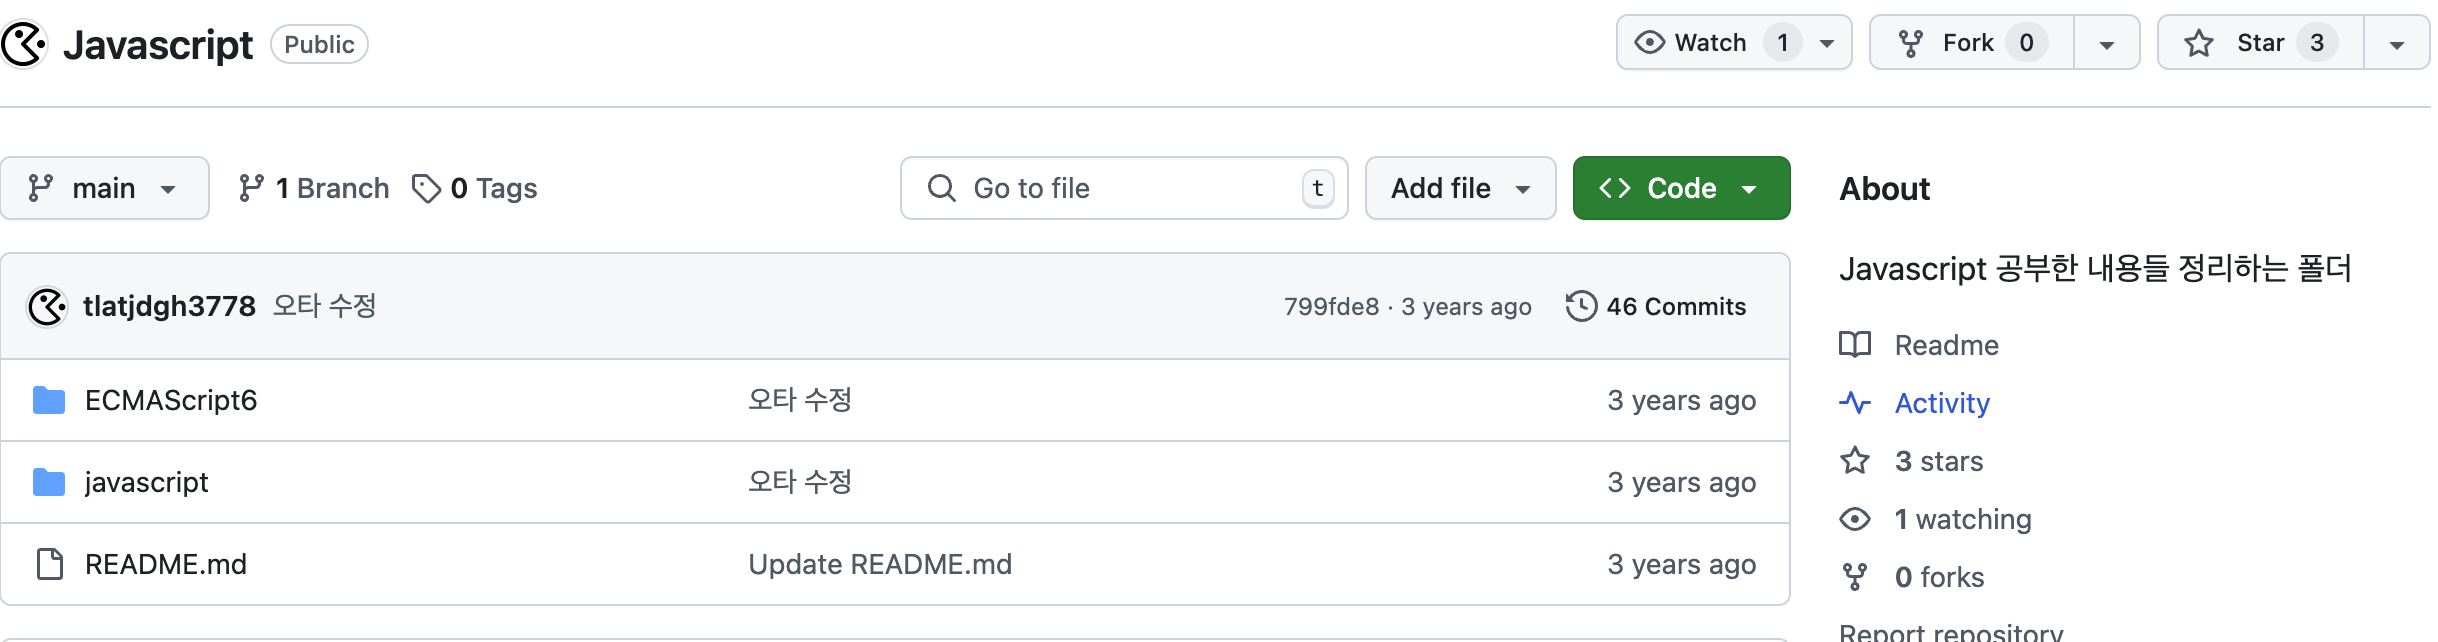 Javascript Public Watch 1 Fork 0 Star 3
main 1 Branch 0 Tags Go to file t Add file Code
About
Javascript 공부한 내용들 정리하는 폴더
tlatjdgh3778 오타 수정 799fde8 · 3 years ago 46 Commits
ECMAScript6 오타 수정 3 years ago
javascript 오타 수정 3 years ago
README.md Update README.md 3 years ago
Readme
Activity
3 stars
1 watching
0 forks
Report repository